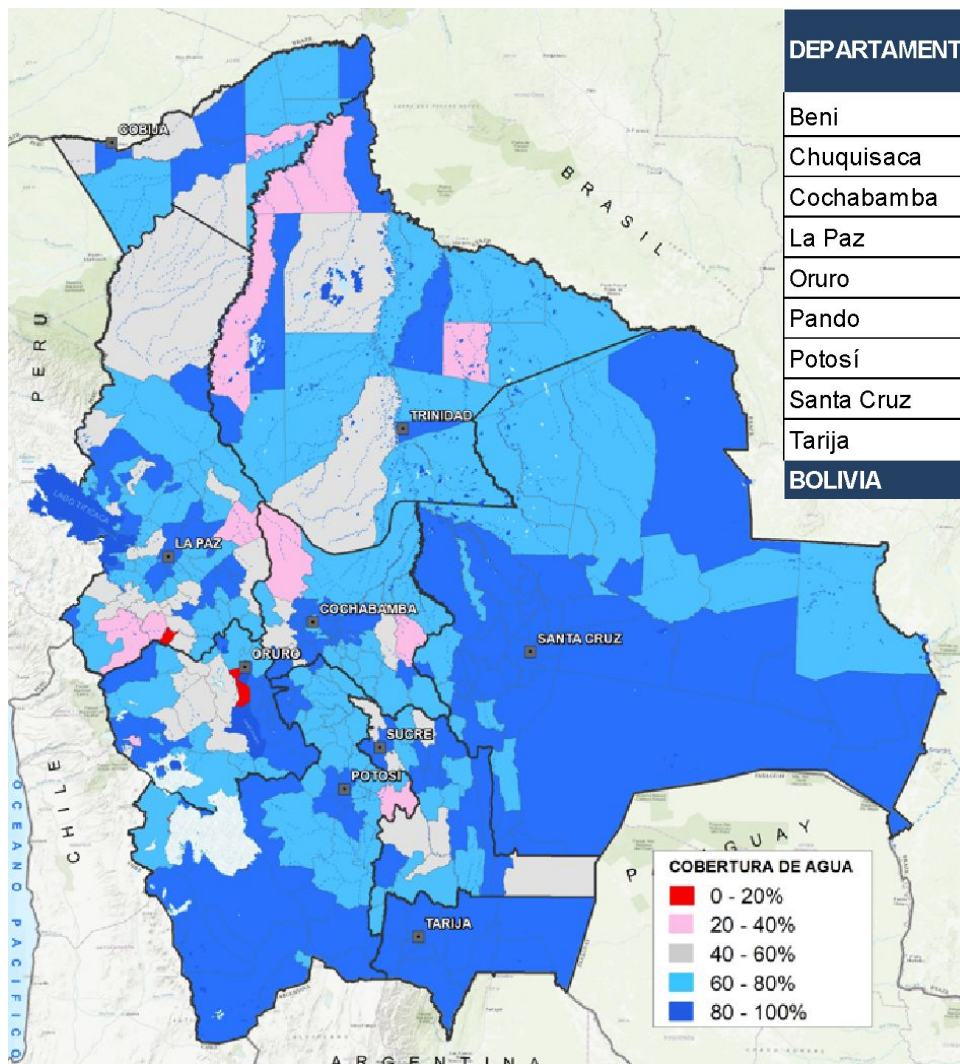 DEPARTAMENT
Beni
Chuquisaca
Cochabamba
La Paz
Oruro
Pando
Potosí
Santa Cruz
Tarija
BOLIVIA
COBIJA
BRASIL
PERU
TRINIDAD
LAGO TITICACA
LA PAZ
COCHABAMBA
SANTA CRUZ
ORURO
SUCRE
POTOSI
TARIJA
CHILE
OCEANO PACIFICO
PARAGUAY
ARGENTINA
COBERTURA DE AGUA
0 - 20%
20 - 40%
40 - 60%
60 - 80%
80 - 100%